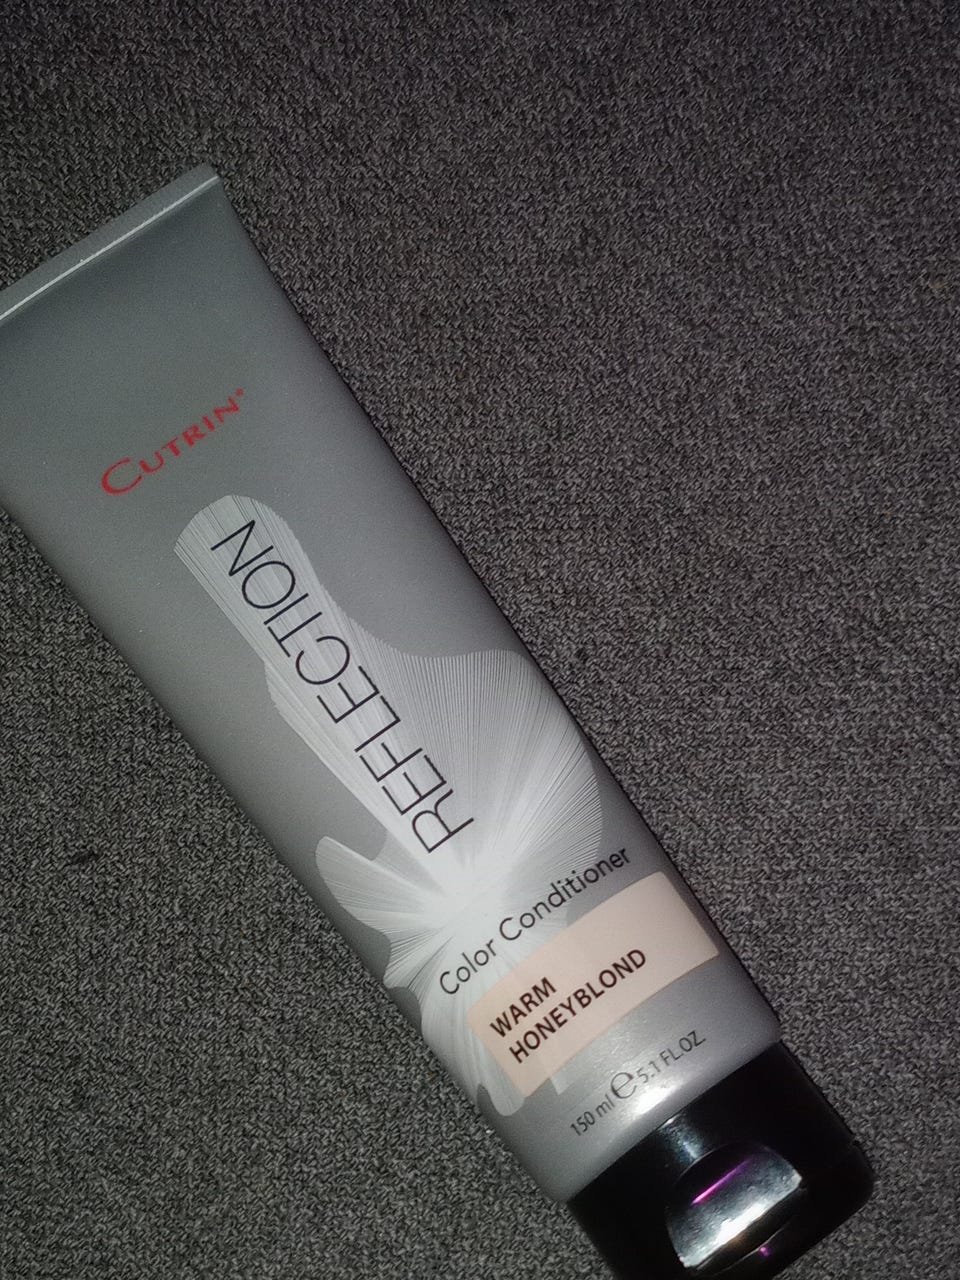 CUTRIN®
REFLECTION
Color Conditioner
WARM
HONEYBLOND
150 ml ℮ 5.1 FL.OZ